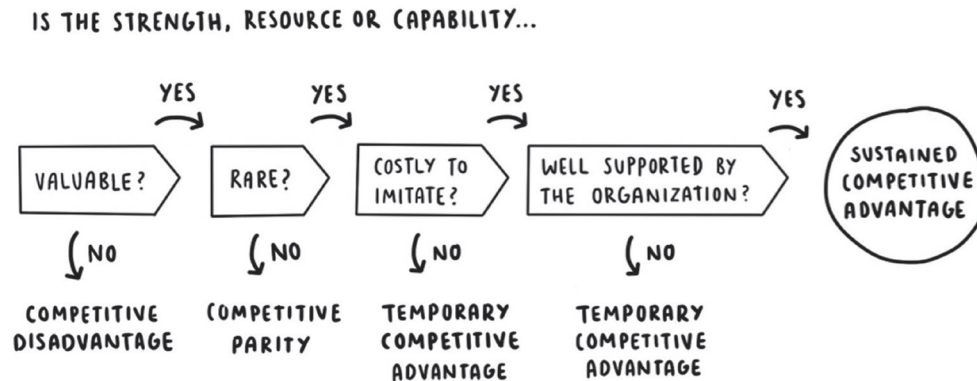 IS THE STRENGTH, RESOURCE OR CAPABILITY...
YES
YES
YES
YES
VALUABLE?
RARE?
COSTLY TO
IMITATE?
WELL SUPPORTED BY
THE ORGANIZATION?
SUSTAINED
COMPETITIVE
ADVANTAGE
NO
NO
NO
NO
COMPETITIVE
DISADVANTAGE
COMPETITIVE
PARITY
TEMPORARY
COMPETITIVE
ADVANTAGE
TEMPORARY
COMPETITIVE
ADVANTAGE